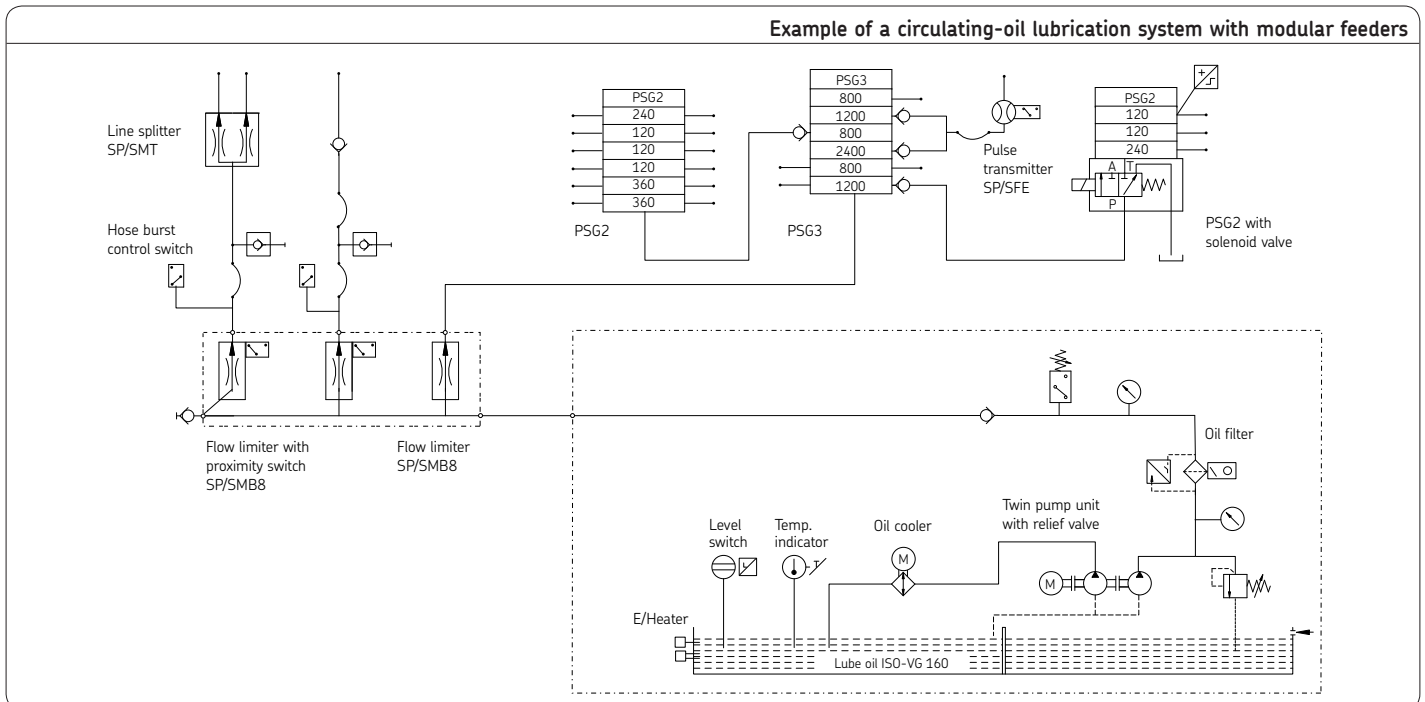 Example of a circulating-oil lubrication system with modular feeders
Line splitter
SP/SMT
Hose burst
control switch
PSG2
240
120
120
120
360
360
PSG2
PSG3
800
1200
800
2400
800
1200
PSG3
Pulse
transmitter
SP/SFE
PSG2
120
120
240
A T
P
PSG2 with
solenoid valve
Flow limiter with
proximity switch
SP/SMB8
Flow limiter
SP/SMB8
Oil filter
Twin pump unit
with relief valve
Level
switch
L
Temp.
indicator
T
Oil cooler
M
M
E/Heater
Lube oil ISO-VG 160